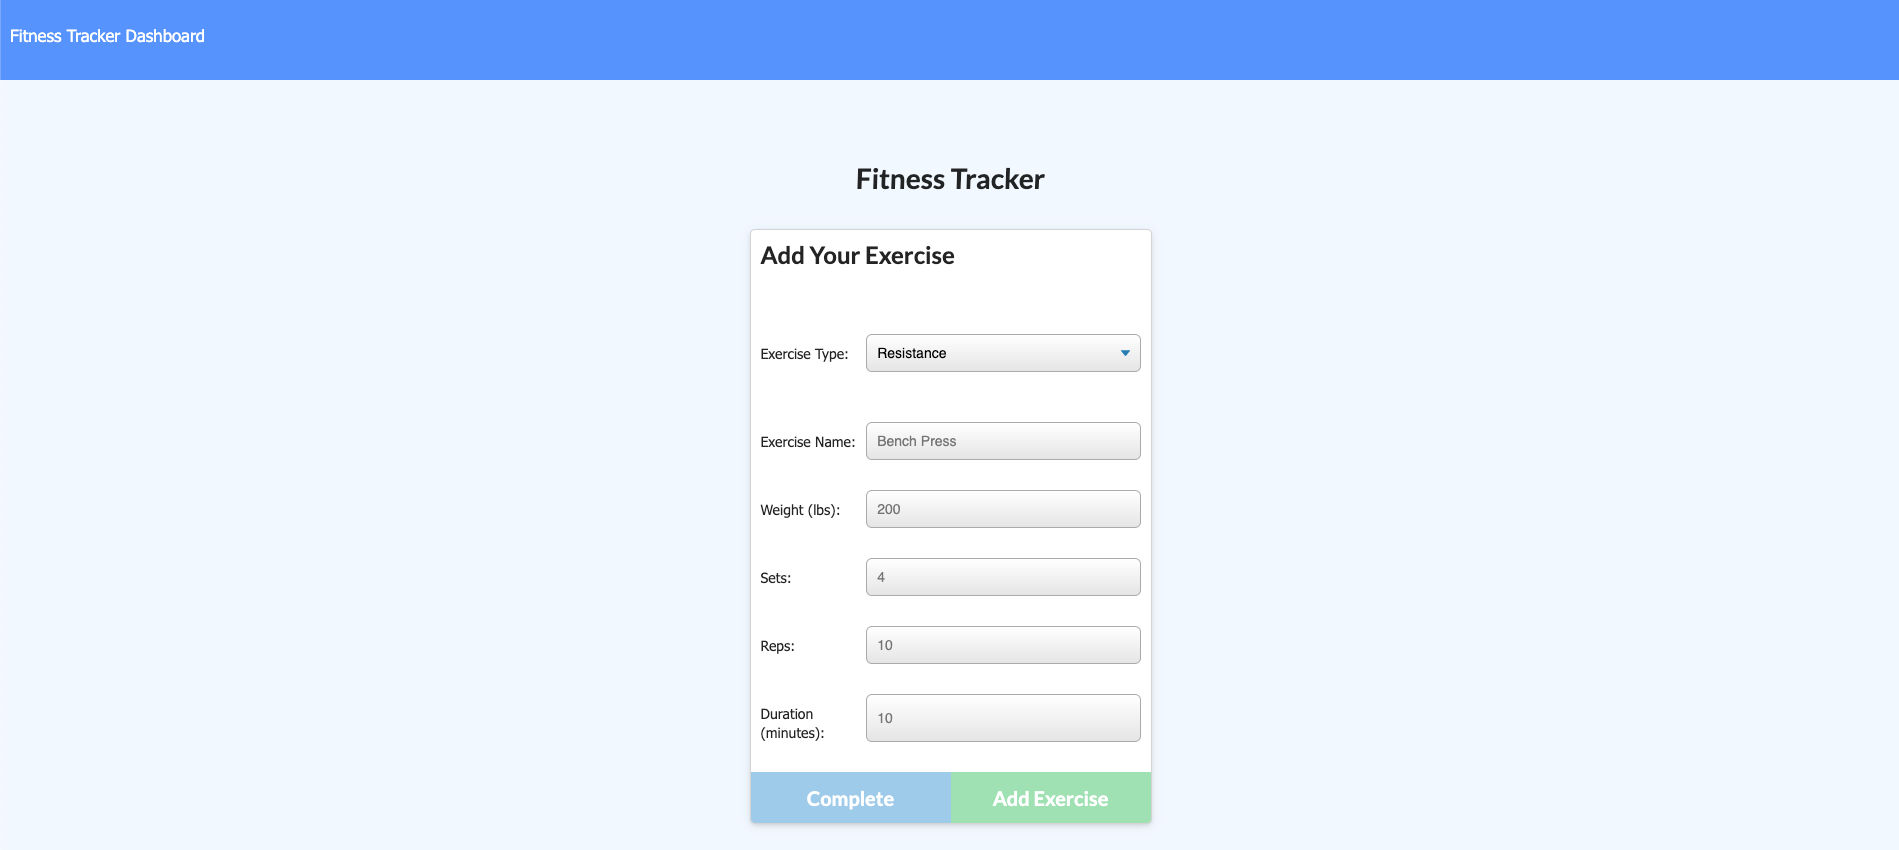 Fitness Tracker Dashboard
Fitness Tracker
Add Your Exercise
Exercise Type: Resistance
Exercise Name: Bench Press
Weight (lbs): 200
Sets: 4
Reps: 10
Duration
(minutes): 10
Complete Add Exercise